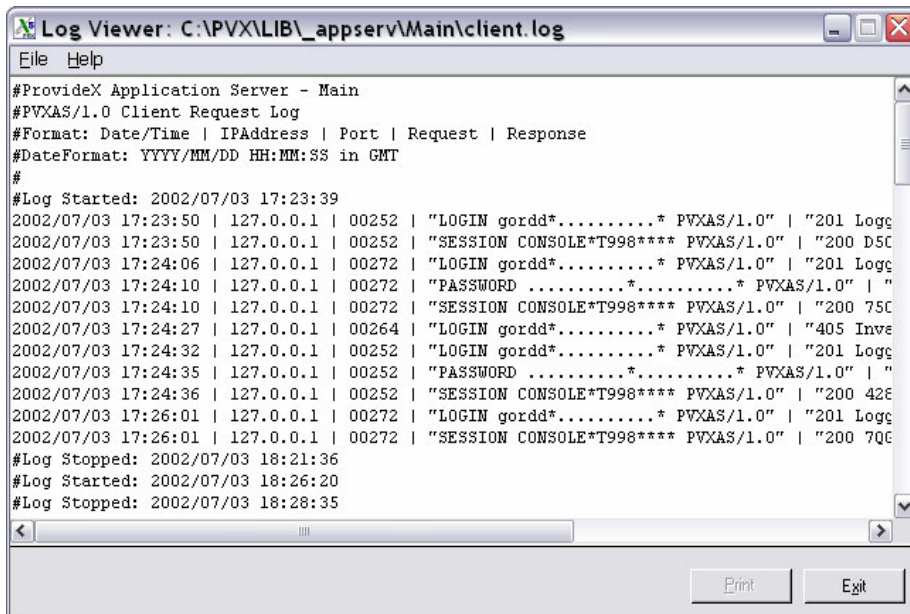 Log Viewer: C:\PVX\LIB\_appserv\Main\client.log
File Help
#ProvideX Application Server - Main
#PVXAS/1.0 Client Request Log
#Format: Date/Time | IPAddress | Port | Request | Response
#DateFormat: YYYY/MM/DD HH:MM:SS in GMT
#
#Log Started: 2002/07/03 17:23:39
2002/07/03 17:23:50 | 127.0.0.1 | 00252 | "LOGIN gordd*..........* PVXAS/1.0" | "201 Logg
2002/07/03 17:23:50 | 127.0.0.1 | 00252 | "SESSION CONSOLE*T998**** PVXAS/1.0" | "200 D5C
2002/07/03 17:24:06 | 127.0.0.1 | 00272 | "LOGIN gordd*..........* PVXAS/1.0" | "201 Logg
2002/07/03 17:24:10 | 127.0.0.1 | 00272 | "PASSWORD ..........*..........* PVXAS/1.0" | "
2002/07/03 17:24:10 | 127.0.0.1 | 00272 | "SESSION CONSOLE*T998**** PVXAS/1.0" | "200 75C
2002/07/03 17:24:27 | 127.0.0.1 | 00264 | "LOGIN gordd*..........* PVXAS/1.0" | "405 Inva
2002/07/03 17:24:32 | 127.0.0.1 | 00252 | "LOGIN gordd*..........* PVXAS/1.0" | "201 Logg
2002/07/03 17:24:35 | 127.0.0.1 | 00252 | "PASSWORD ..........*..........* PVXAS/1.0" | "
2002/07/03 17:24:36 | 127.0.0.1 | 00252 | "SESSION CONSOLE*T998**** PVXAS/1.0" | "200 428
2002/07/03 17:26:01 | 127.0.0.1 | 00272 | "LOGIN gordd*..........* PVXAS/1.0" | "201 Logg
2002/07/03 17:26:01 | 127.0.0.1 | 00272 | "SESSION CONSOLE*T998**** PVXAS/1.0" | "200 7QG
#Log Stopped: 2002/07/03 18:21:36
#Log Started: 2002/07/03 18:26:20
#Log Stopped: 2002/07/03 18:28:35
Print Exit